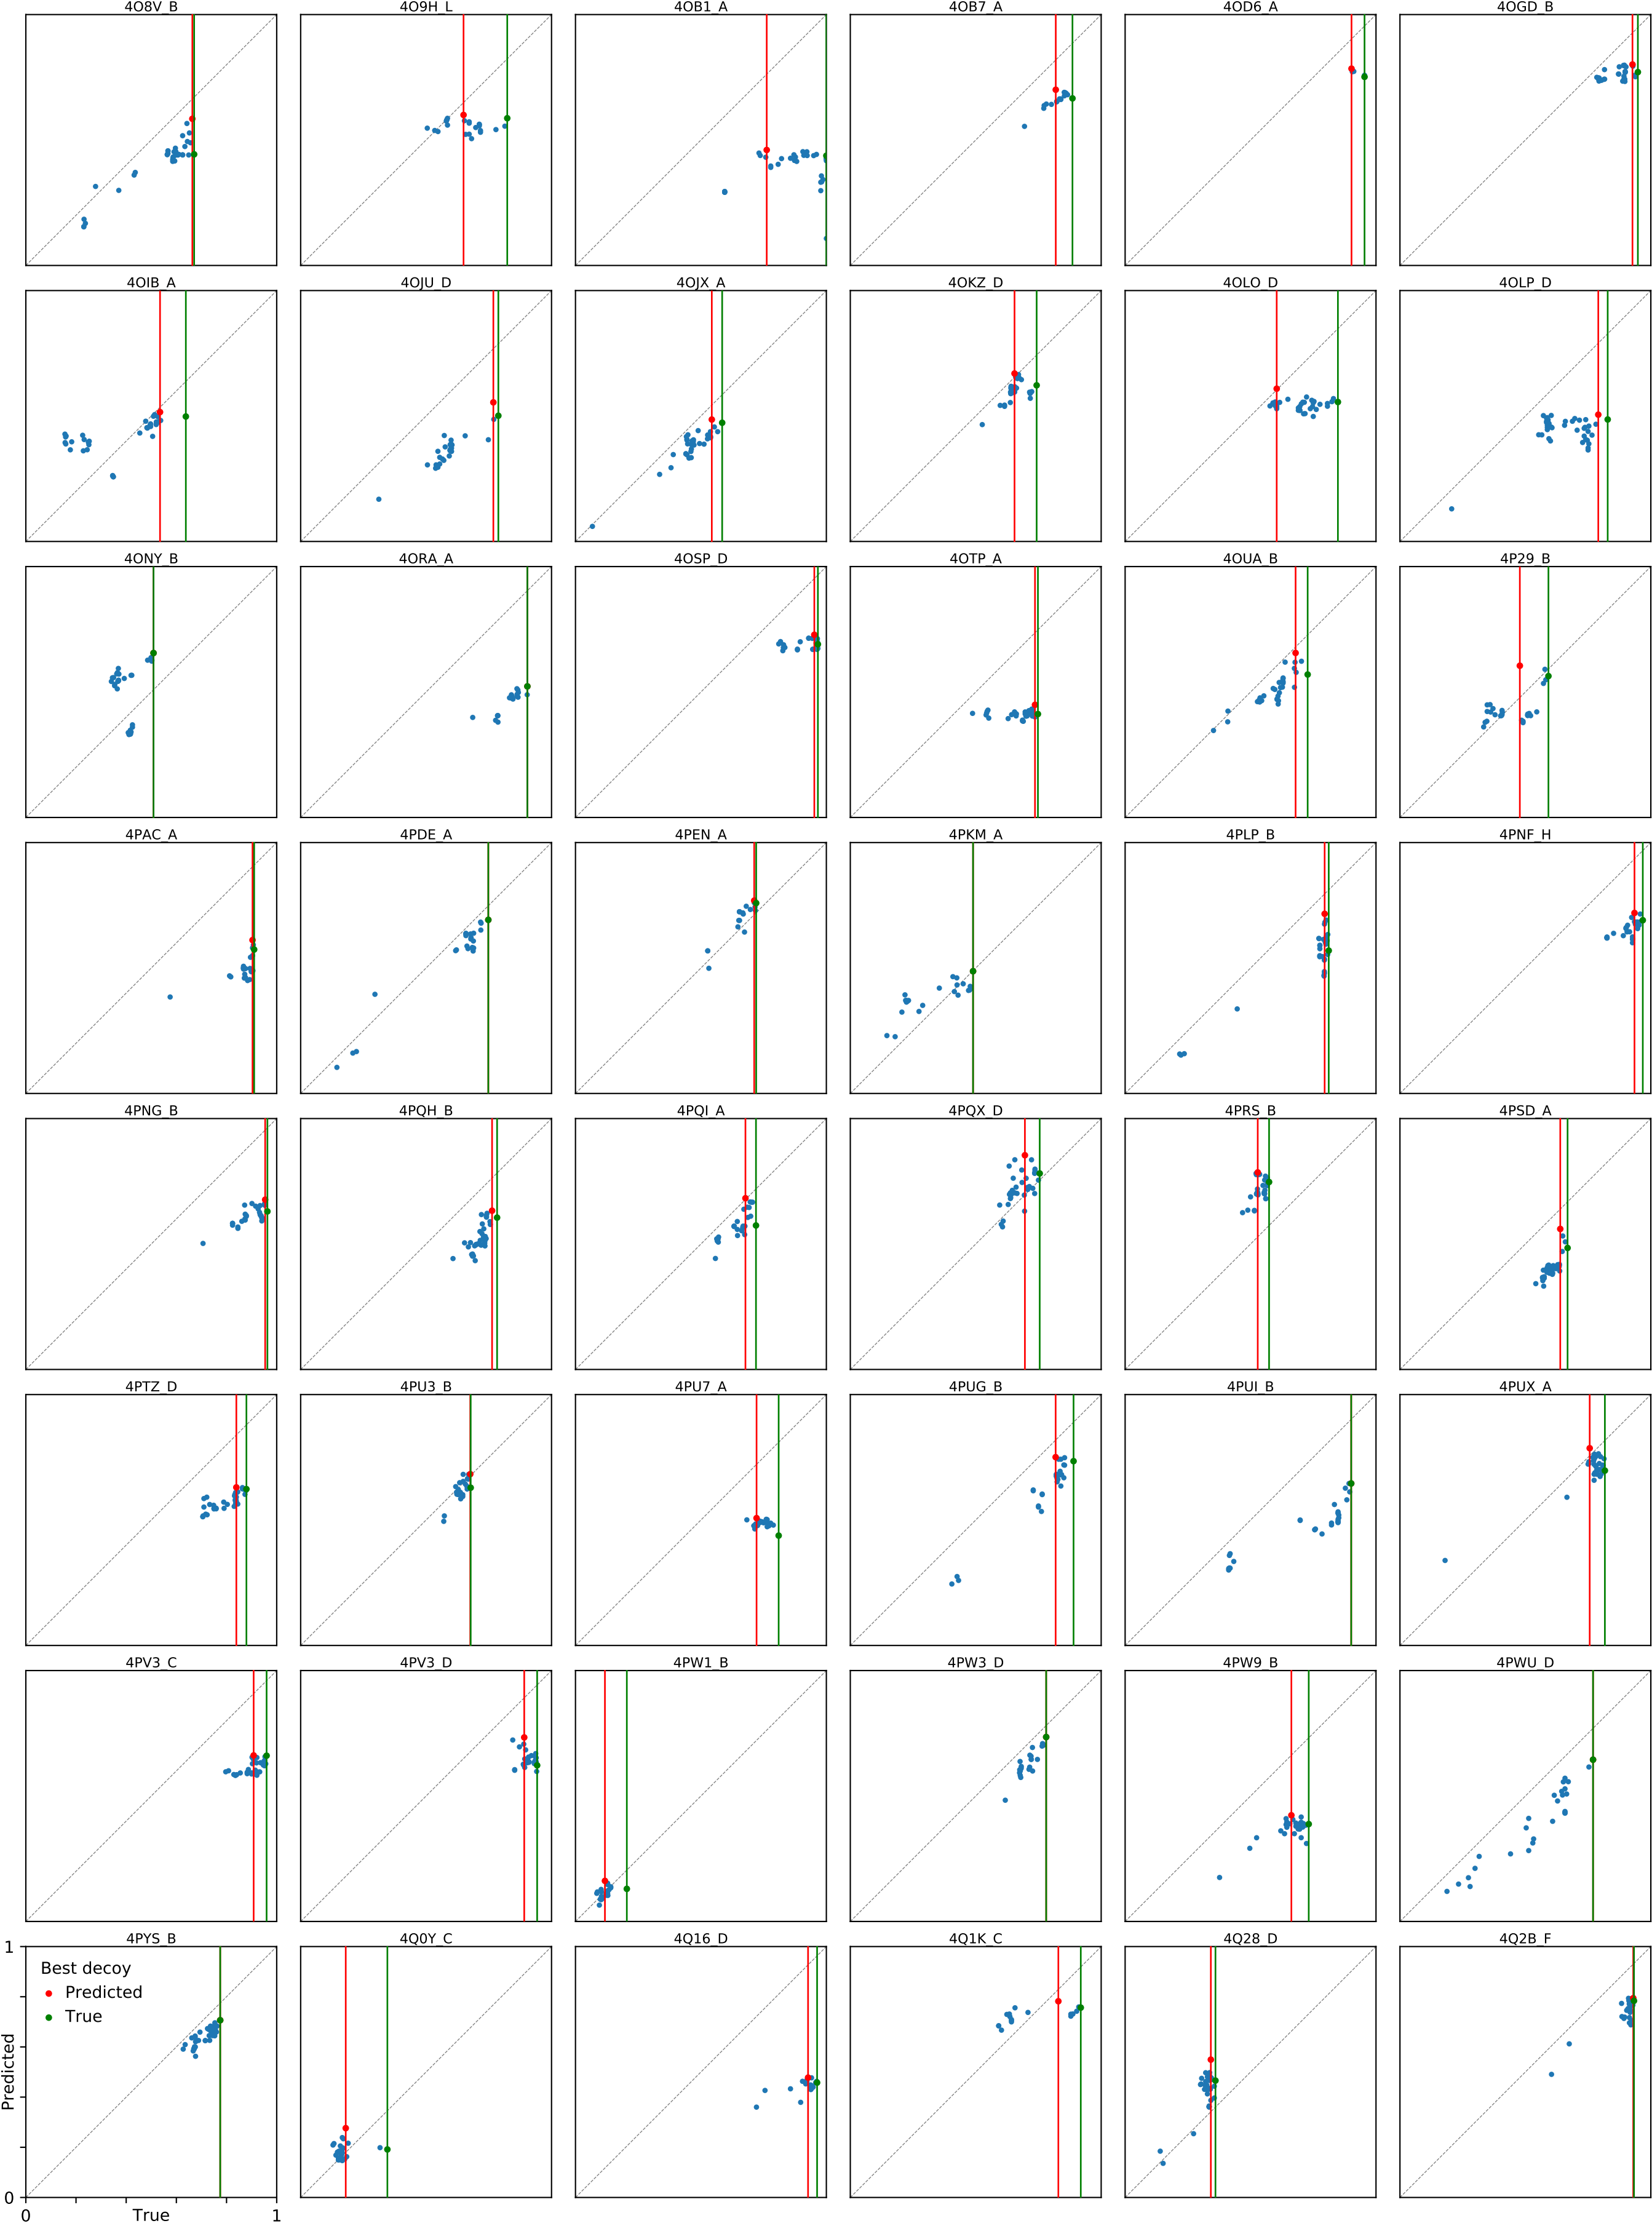 4O8V_B 4O9H_L 4OB1_A 4OB7_A 4OD6_A 4OGD_B
4OIB_A 4OJU_D 4OJX_A 4OKZ_D 4OLO_D 4OLP_D
4ONY_B 4ORA_A 4OSP_D 4OTP_A 4OUA_B 4P29_B
4PAC_A 4PDE_A 4PEN_A 4PKM_A 4PLP_B 4PNF_H
4PNG_B 4PQH_B 4PQI_A 4PQX_D 4PRS_B 4PSD_A
4PTZ_D 4PU3_B 4PU7_A 4PUG_B 4PUI_B 4PUX_A
4PV3_C 4PV3_D 4PW1_B 4PW3_D 4PW9_B 4PWU_D
4PYS_B 4Q0Y_C 4Q16_D 4Q1K_C 4Q28_D 4Q2B_F
1
Best decoy
Predicted
True
Predicted
0
0 True 1